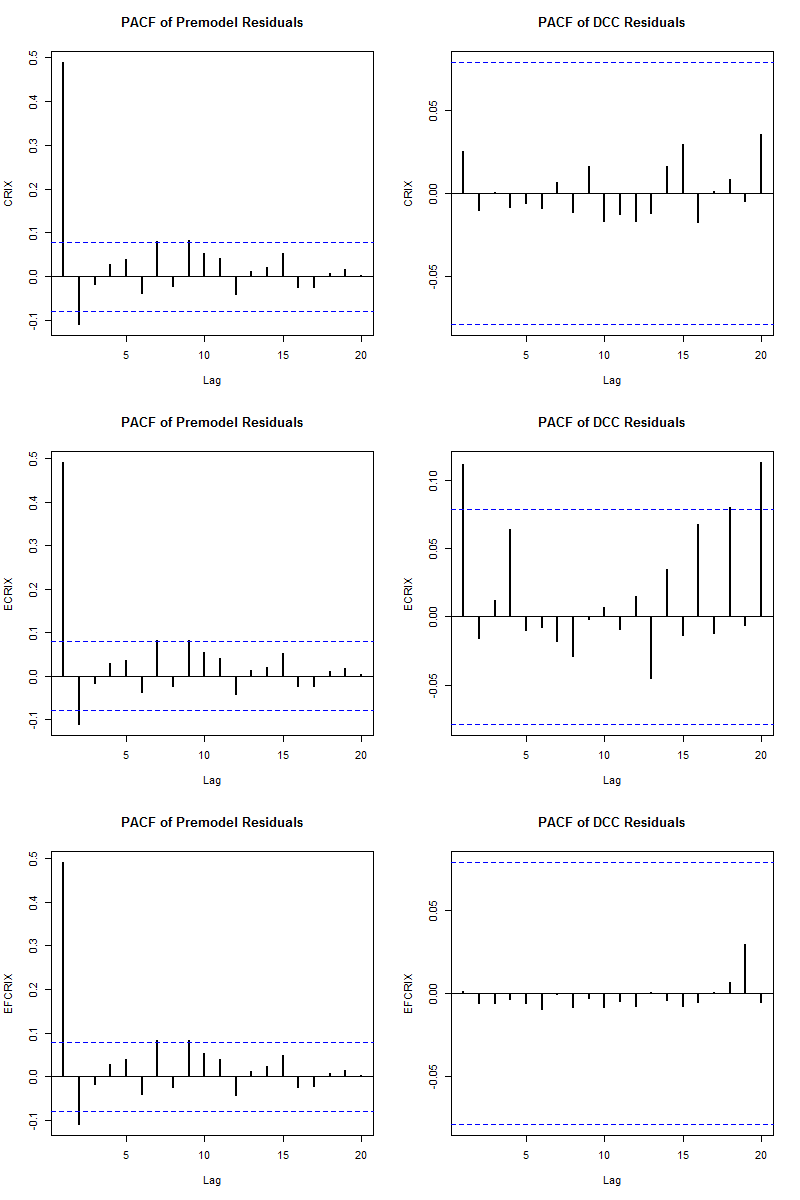 PACF of Premodel Residuals
CRIX
0.5
0.4
0.3
0.2
0.1
0.0
-0.1
5 10 15 20
Lag
PACF of DCC Residuals
CRIX
0.05
0.00
-0.05
5 10 15 20
Lag
PACF of Premodel Residuals
ECRIX
0.5
0.4
0.3
0.2
0.1
0.0
-0.1
5 10 15 20
Lag
PACF of DCC Residuals
ECRIX
0.10
0.05
0.00
-0.05
5 10 15 20
Lag
PACF of Premodel Residuals
EFCRIX
0.5
0.4
0.3
0.2
0.1
0.0
-0.1
5 10 15 20
Lag
PACF of DCC Residuals
EFCRIX
0.05
0.00
-0.05
5 10 15 20
Lag